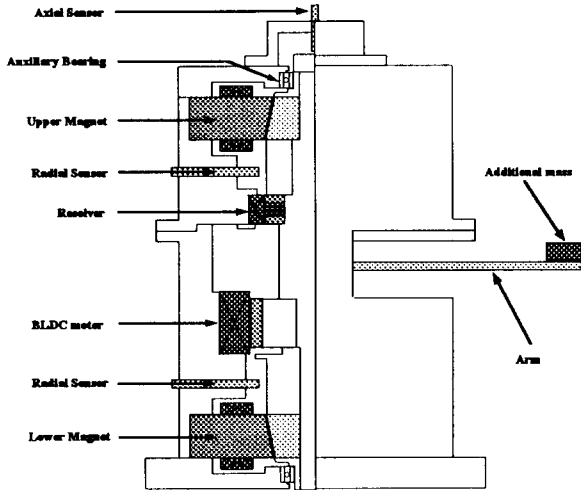 Axial Sensor
Auxiliary Bearing
Upper Magnet
Radial Sensor
Resolver
BLDC motor
Radial Sensor
Lower Magnet
Additional mass
Arm